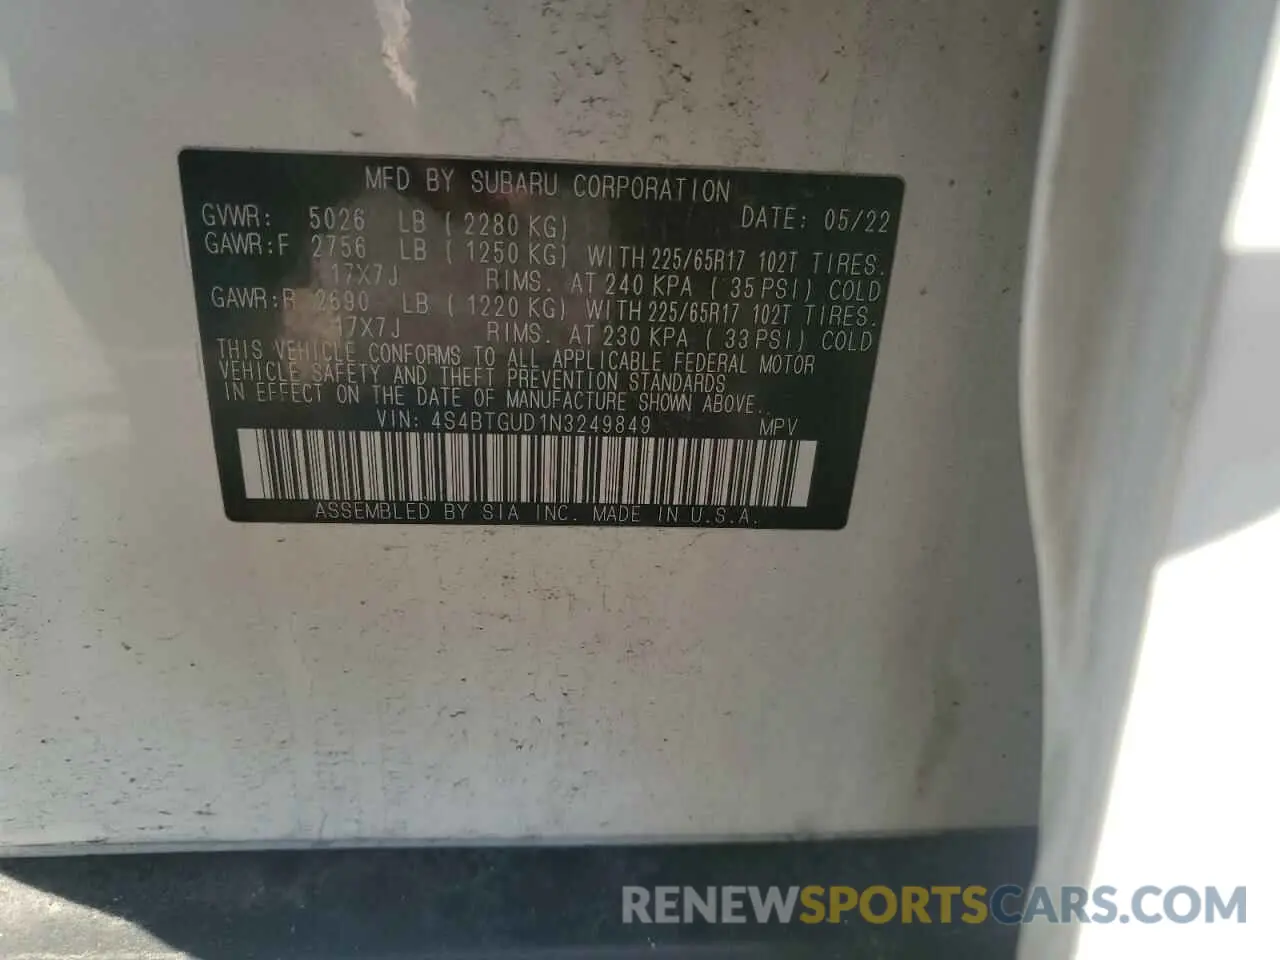 MFD BY SUBARU CORPORATION
GVWR: 5026 LB ( 2280 KG) DATE: 05/22
GAWR:F 2756 LB ( 1250 KG) WITH 225/65R17 102T TIRES.
17X7J RIMS. AT 240 KPA ( 35 PSI) COLD
GAWR:R 2690 LB ( 1220 KG) WITH 225/65R17 102T TIRES.
17X7J RIMS. AT 230 KPA ( 33 PSI) COLD
THIS VEHICLE CONFORMS TO ALL APPLICABLE FEDERAL MOTOR
VEHICLE SAFETY AND THEFT PREVENTION STANDARDS
IN EFFECT ON THE DATE OF MANUFACTURE SHOWN ABOVE.
VIN: 4S4BTGUD1N3249849 MPV
ASSEMBLED BY SIA INC. MADE IN U.S.A.
RENEWSPORTSCARS.COM